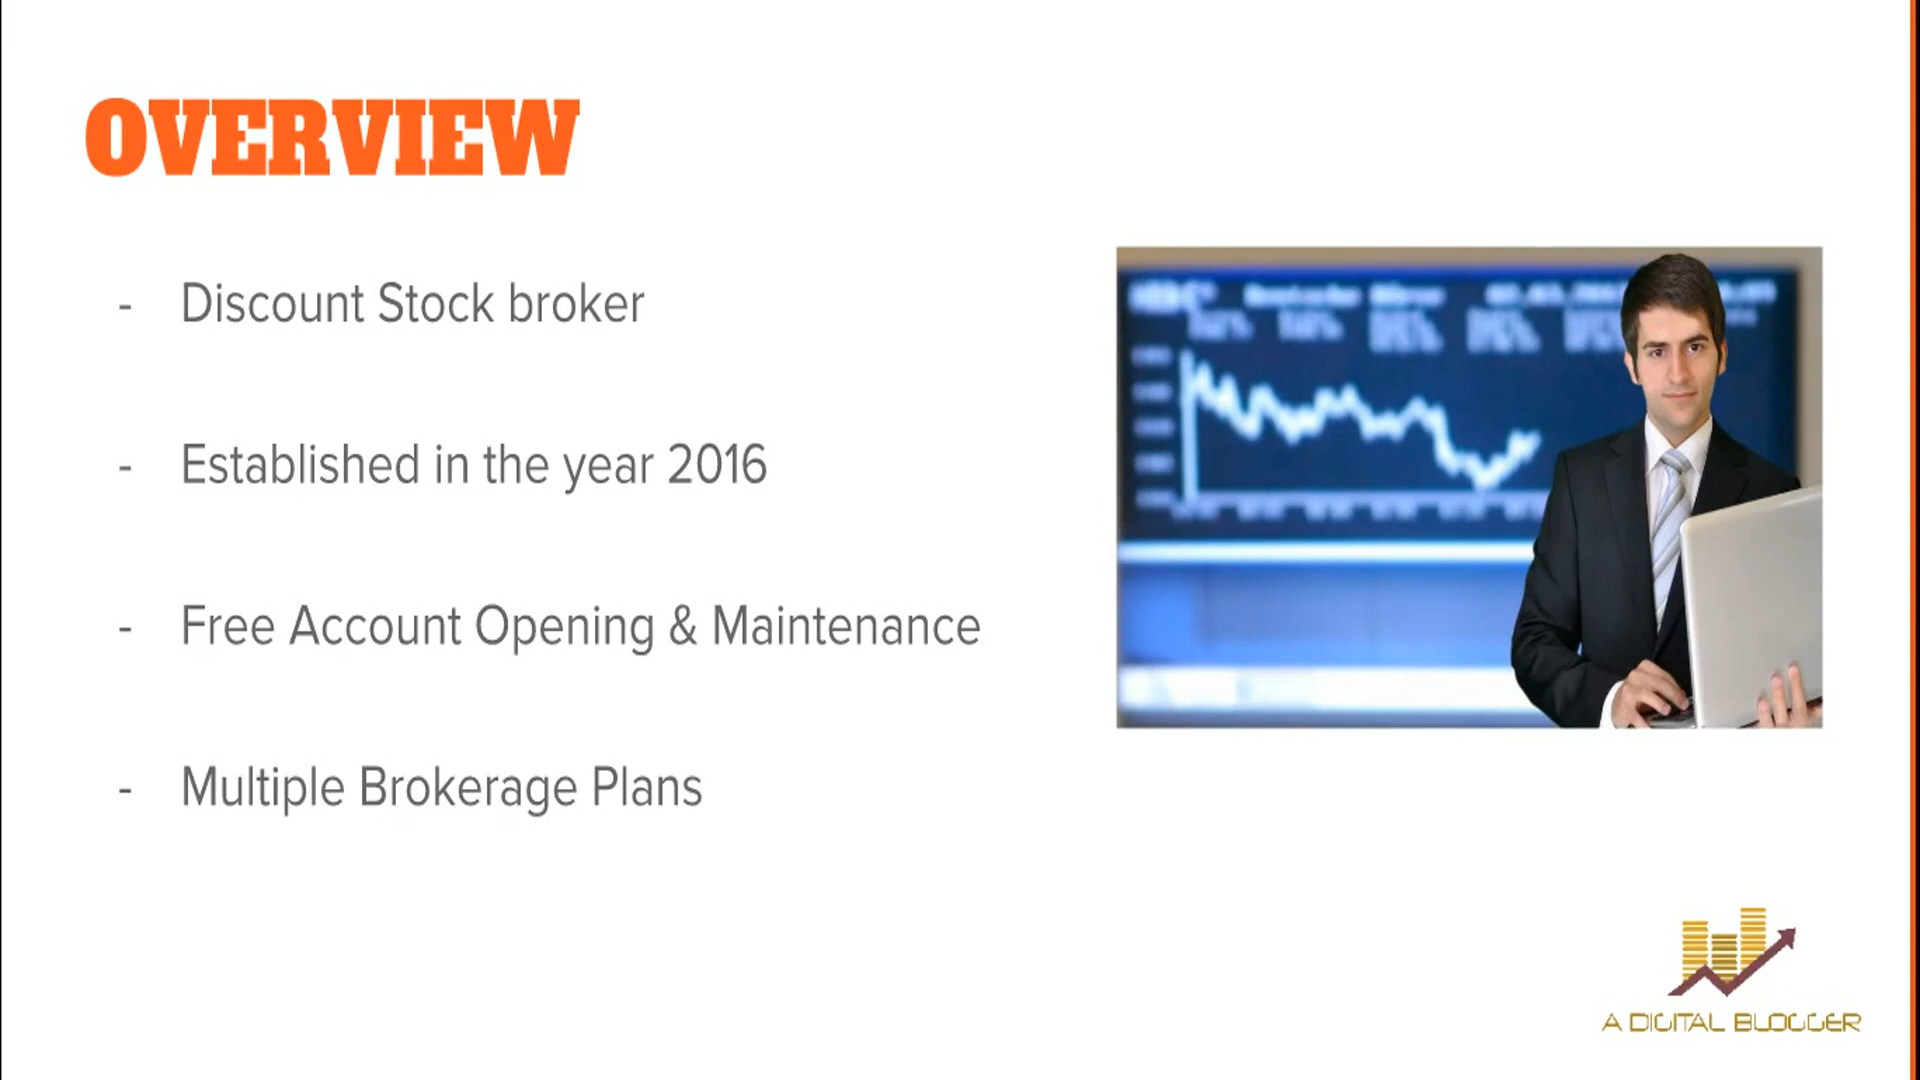 OVERVIEW
- Discount Stock broker
- Established in the year 2016
- Free Account Opening & Maintenance
- Multiple Brokerage Plans
A DIGITAL BLOGGER